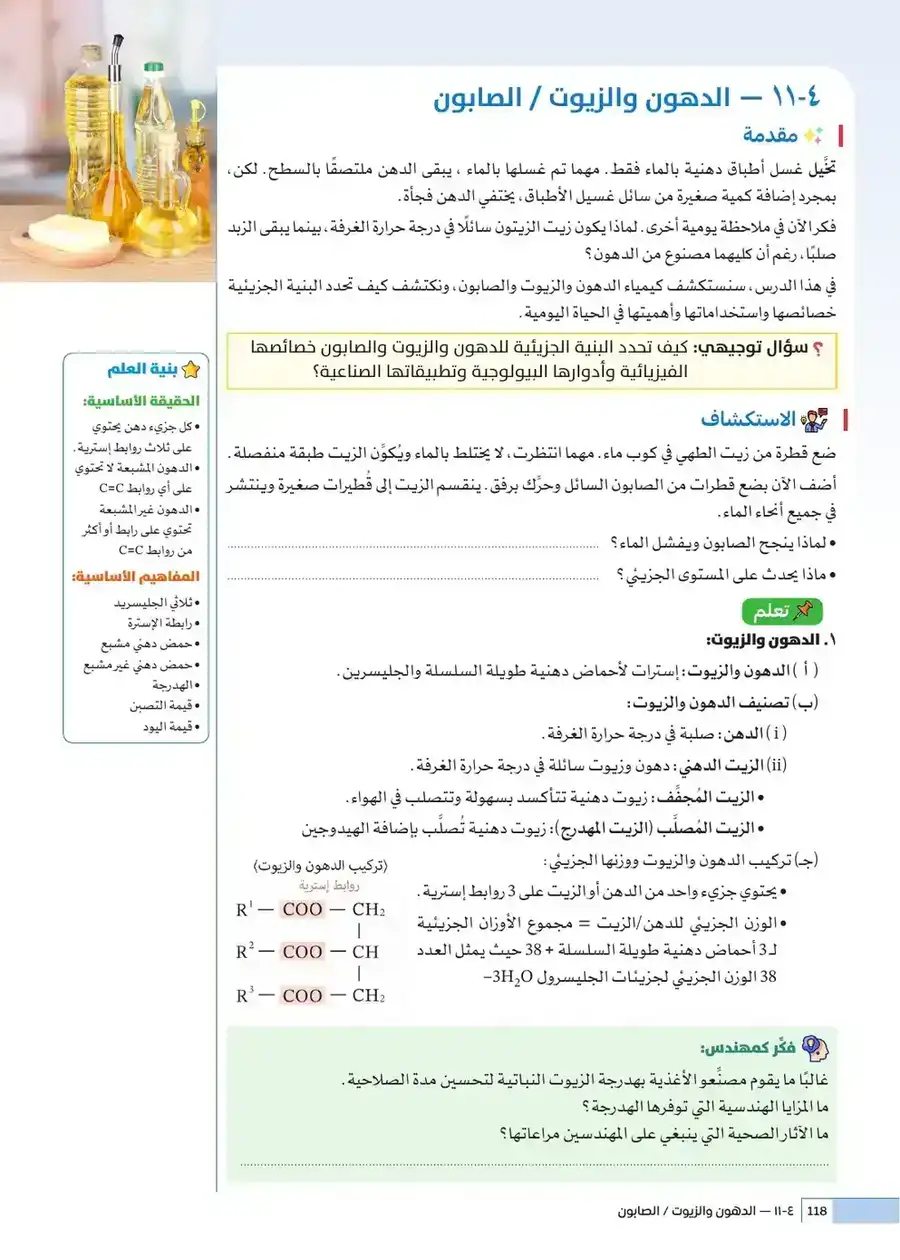 ٤-١١ — الدهون والزيوت / الصابون
مقدمة
تخَّيل غسل أطباق دهنية بالماء فقط. مهما تم غسلها بالماء ، يبقى الدهن ملتصقًا بالسطح. لكن،
بمجرد إضافة كمية صغيرة من سائل غسيل الأطباق، يختفي الدهن فجأة.
فكر الآن في ملاحظة يومية أخرى. لماذا يكون زيت الزيتون سائلًا في درجة حرارة الغرفة، بينما يبقى الزبد
صلبًا، رغم أن كليهما مصنوع من الدهون؟
في هذا الدرس، سنستكشف كيمياء الدهون والزيوت والصابون، ونكتشف كيف تحدد البنية الجزيئية
خصائصها واستخداماتها وأهميتها في الحياة اليومية.
؟ سؤال توجيهي: كيف تحدد البنية الجزيئية للدهون والزيوت والصابون خصائصها
الفيزيائية وأدوارها البيولوجية وتطبيقاتها الصناعية؟
الاستكشاف
ضع قطرة من زيت الطهي في كوب ماء. مهما انتظرت، لا يختلط بالماء ويُكوِّن الزيت طبقة منفصلة.
أضف الآن بضع قطرات من الصابون السائل وحرِّك برفق. ينقسم الزيت إلى قُطيرات صغيرة وينتشر
في جميع أنحاء الماء.
• لماذا ينجح الصابون ويفشل الماء؟
• ماذا يحدث على المستوى الجزيئي؟
تعلم
١. الدهون والزيوت:
( أ ) الدهون والزيوت: إسترات لأحماض دهنية طويلة السلسلة والجليسرين.
(ب) تصنيف الدهون والزيوت:
(i) الدهن: صلبة في درجة حرارة الغرفة.
(ii) الزيت الدهني: دهون وزيوت سائلة في درجة حرارة الغرفة.
• الزيت المُجفَّف: زيوت دهنية تتأكسد بسهولة وتتصلب في الهواء.
• الزيت المُصلَّب (الزيت المهدرج): زيوت دهنية تُصلَّب بإضافة الهيدوجين
(جـ) تركيب الدهون والزيوت ووزنها الجزيئي:
• يحتوي جزيء واحد من الدهن أو الزيت على 3 روابط إسترية.
• الوزن الجزيئي للدهن/الزيت = مجموع الأوزان الجزيئية
لـ 3 أحماض دهنية طويلة السلسلة + 38 حيث يمثل العدد
38 الوزن الجزيئي لجزيئات الجليسرول 3H₂O−
(تركيب الدهون والزيوت)
روابط إسترية
R¹ — COO — CH₂
|
R² — COO — CH
|
R³ — COO — CH₂
فكِّر كمهندس:
غالبًا ما يقوم مصنِّعو الأغذية بهدرجة الزيوت النباتية لتحسين مدة الصلاحية.
ما المزايا الهندسية التي توفرها الهدرجة؟
ما الآثار الصحية التي ينبغي على المهندسين مراعاتها؟
بنية العلم
الحقيقة الأساسية:
• كل جزيء دهن يحتوي
على ثلاث روابط إسترية.
• الدهون المشبعة لا تحتوي
على أي روابط C=C
• الدهون غير المشبعة
تحتوي على رابط أو أكثر
من روابط C=C
المفاهيم الأساسية:
• ثلاثي الجليسريد
• رابطة الإسترة
• حمض دهني مشبع
• حمض دهني غير مشبع
• الهدرجة
• قيمة التصبن
• قيمة اليود
118 ٤-١١ — الدهون والزيوت / الصابون